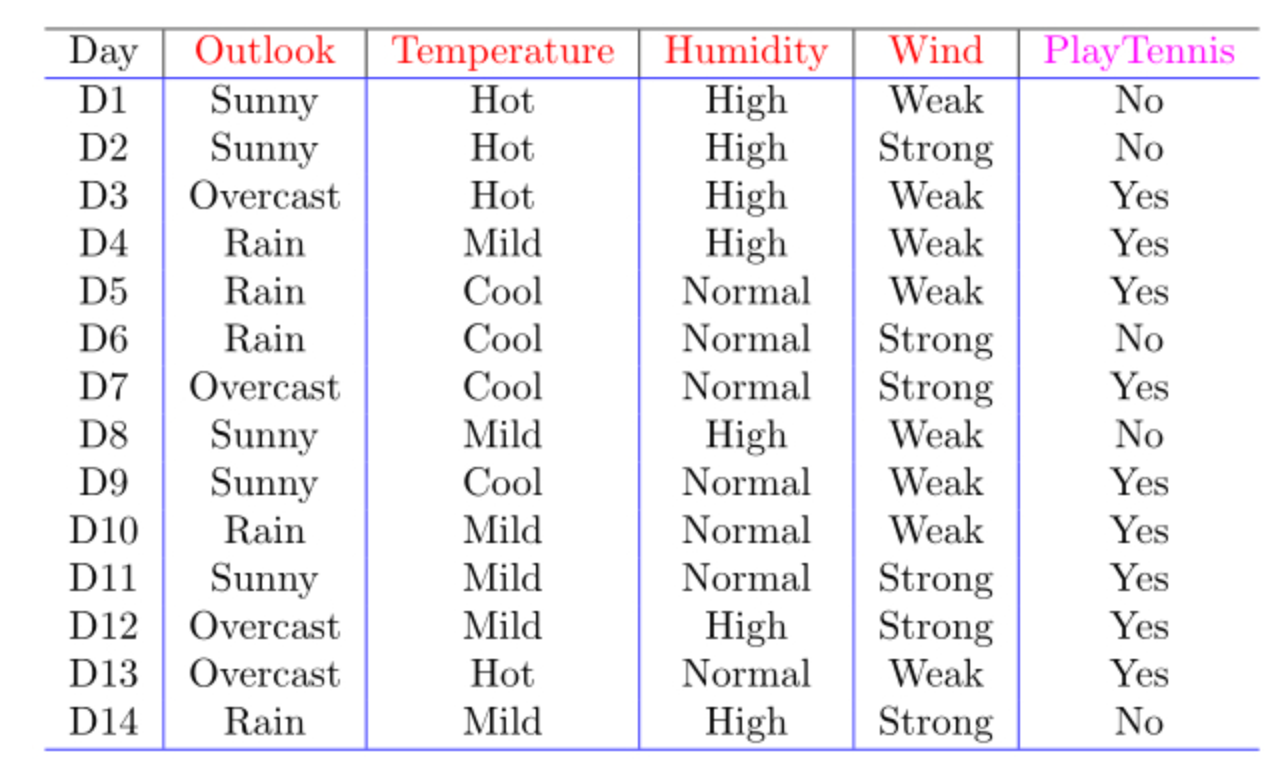 Day Outlook Temperature Humidity Wind PlayTennis
D1 Sunny Hot High Weak No
D2 Sunny Hot High Strong No
D3 Overcast Hot High Weak Yes
D4 Rain Mild High Weak Yes
D5 Rain Cool Normal Weak Yes
D6 Rain Cool Normal Strong No
D7 Overcast Cool Normal Strong Yes
D8 Sunny Mild High Weak No
D9 Sunny Cool Normal Weak Yes
D10 Rain Mild Normal Weak Yes
D11 Sunny Mild Normal Strong Yes
D12 Overcast Mild High Strong Yes
D13 Overcast Hot Normal Weak Yes
D14 Rain Mild High Strong No